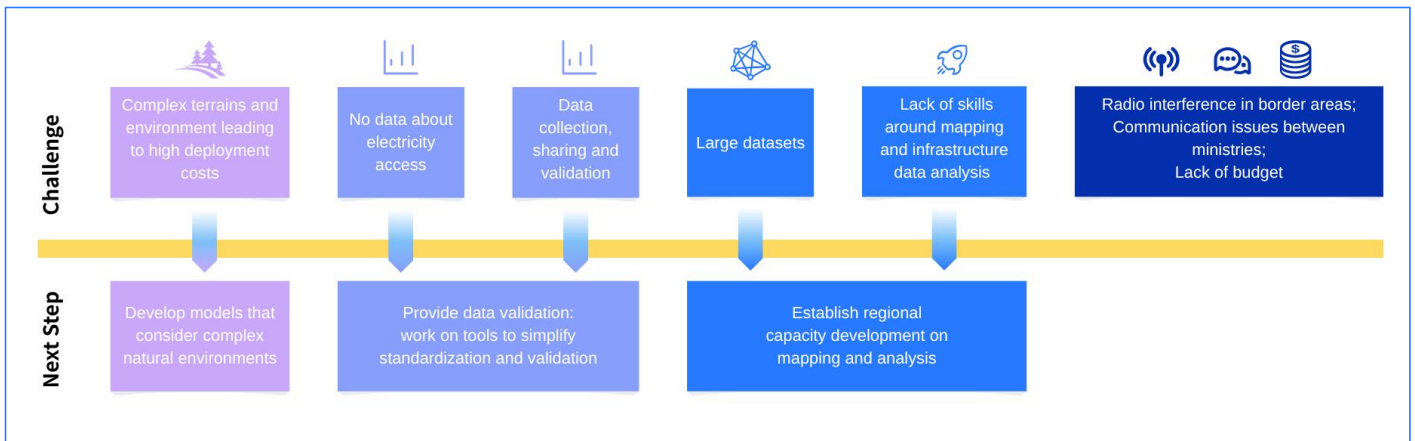 Challenge
Complex terrains and
environment leading
to high deployment
costs
No data about
electricity
access
Data
collection,
sharing and
validation
Large datasets
Lack of skills
around mapping
and infrastructure
data analysis
$
Radio interference in border areas;
Communication issues between
ministries;
Lack of budget
Next Step
Develop models that
consider complex
natural environments
Provide data validation:
work on tools to simplify
standardization and validation
Establish regional
capacity development on
mapping and analysis